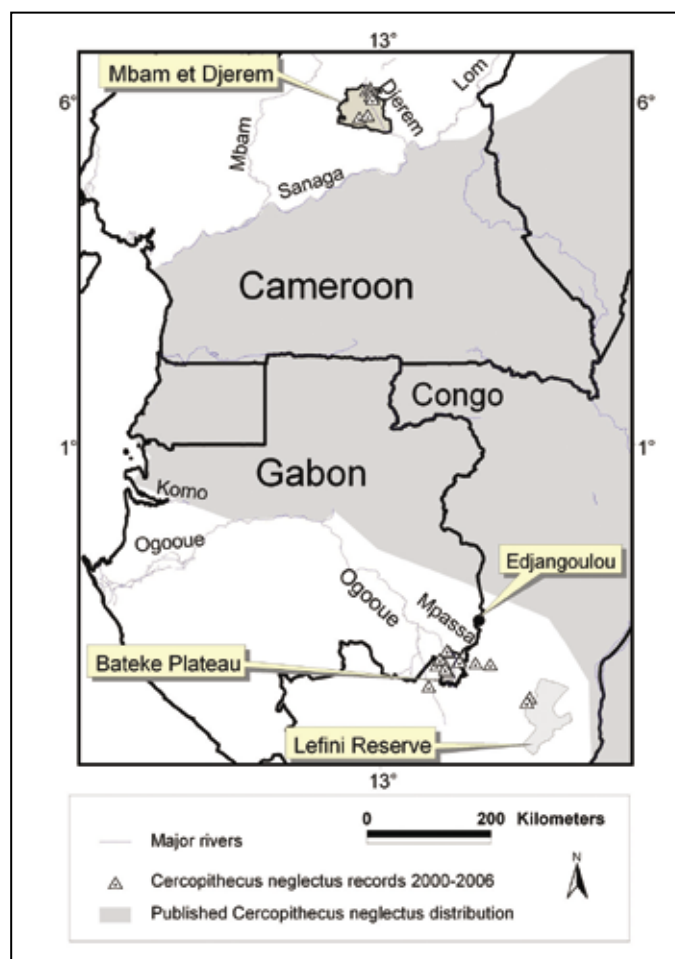 13°
Mbam et Djerem
6°
6°
Djerem
Lom
Mbam
Sanaga
Cameroon
Congo
1°
1°
Gabon
Komo
Ogooue
Edjangoulou
Ogooue
Mpassa
Bateke Plateau
Lefini Reserve
13°
0 200 Kilometers
Major rivers
N
Cercopithecus neglectus records 2000-2006
Published Cercopithecus neglectus distribution